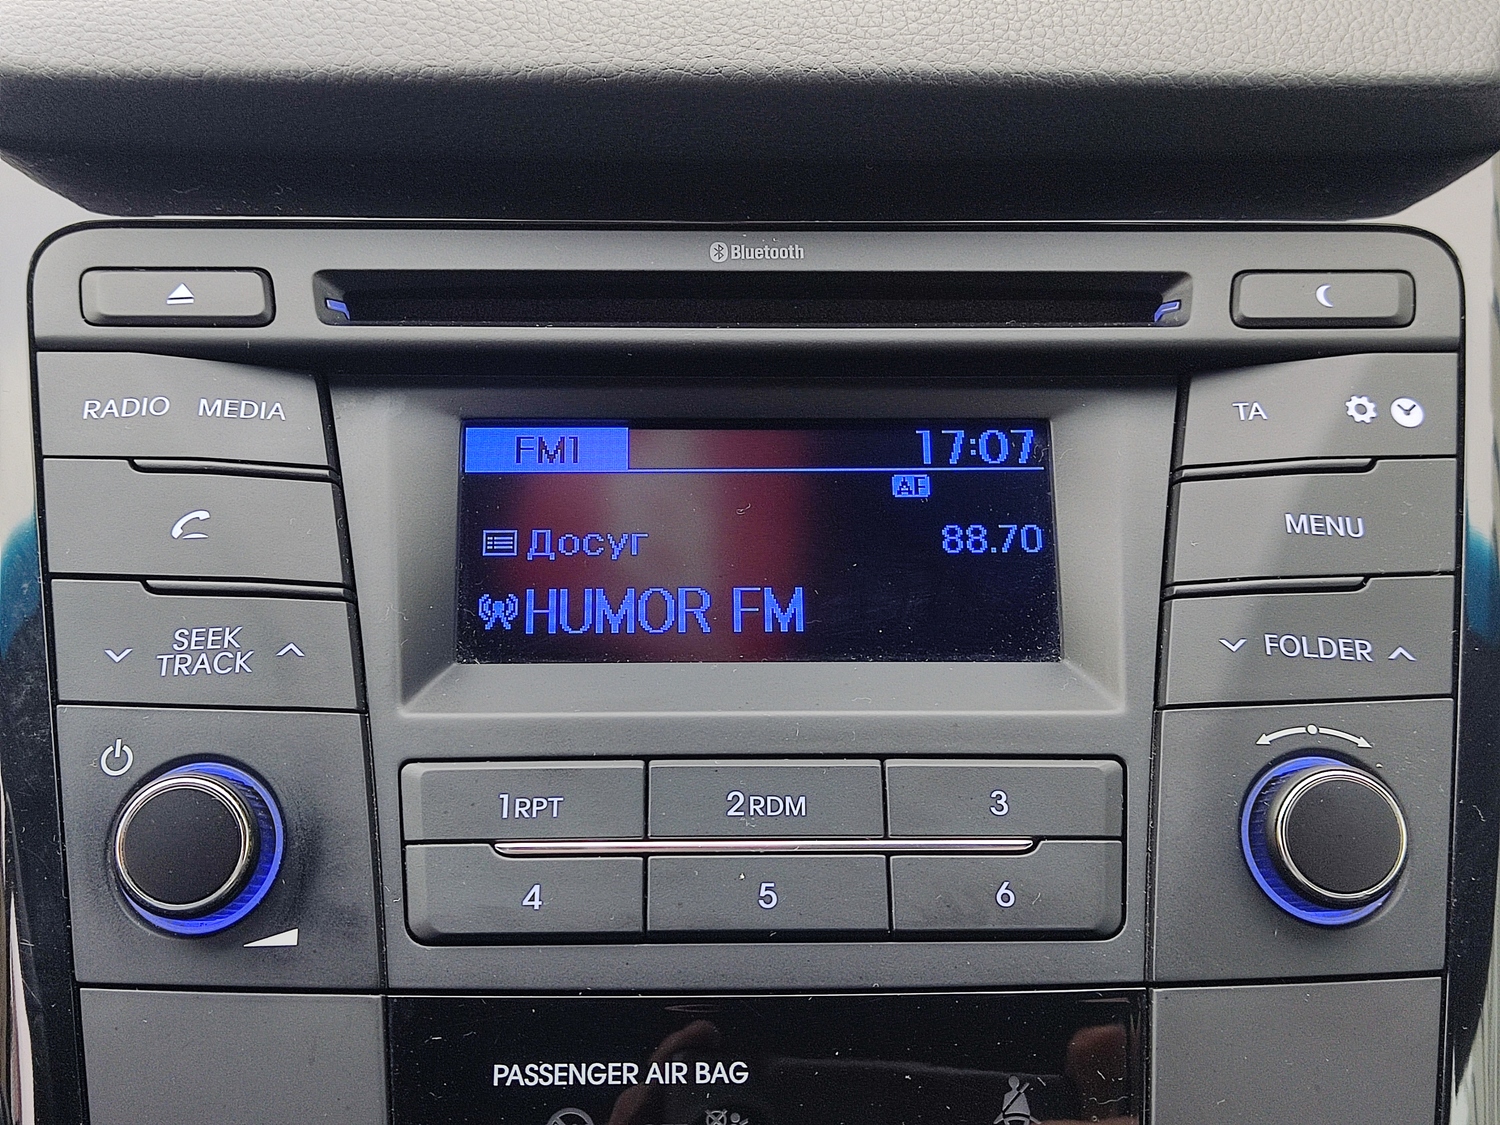 Bluetooth
RADIO MEDIA
TA
FM1 17:07
AF
Досуг 88.70
HUMOR FM
MENU
SEEK
TRACK
FOLDER
1RPT 2RDM 3
4 5 6
PASSENGER AIR BAG